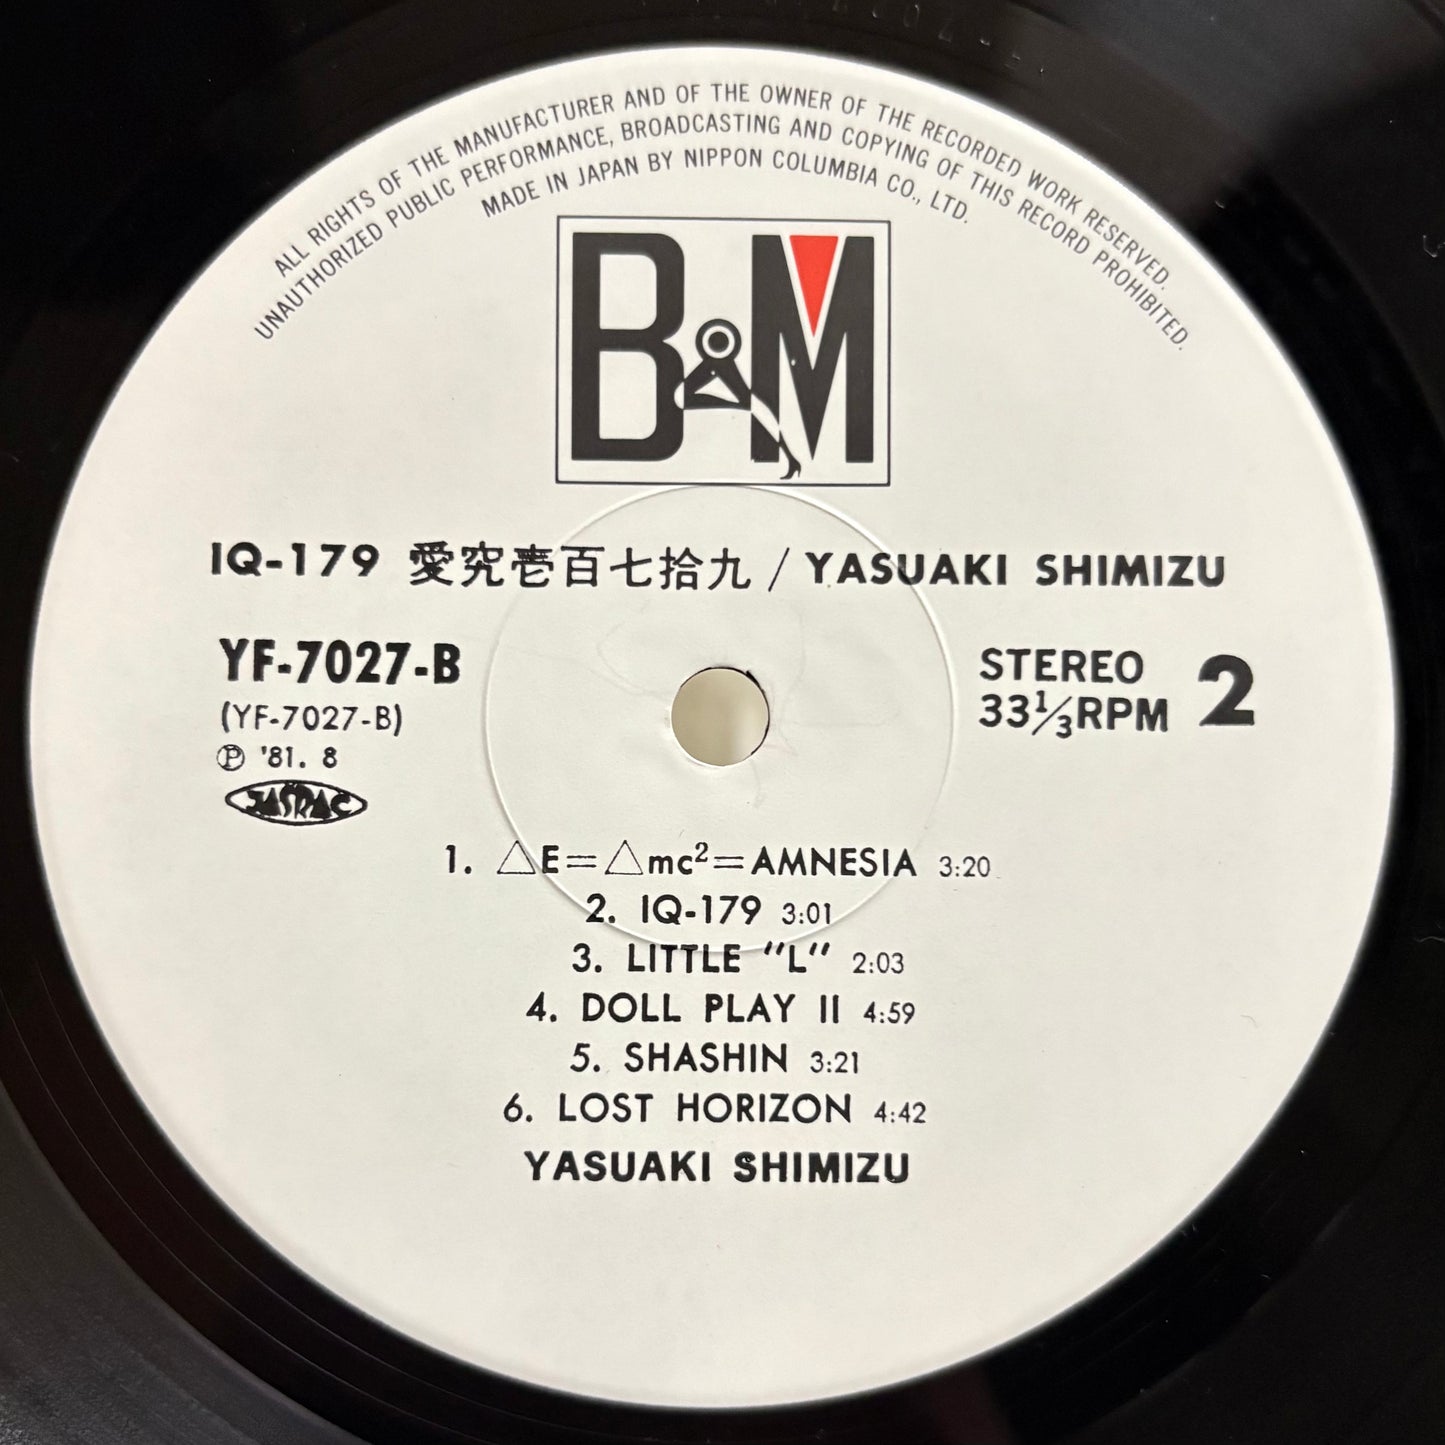 ALL RIGHTS OF THE MANUFACTURER AND OF THE OWNER OF THE RECORDED WORK RESERVED.
UNAUTHORIZED PUBLIC PERFORMANCE, BROADCASTING AND COPYING OF THIS RECORD PROHIBITED.
MADE IN JAPAN BY NIPPON COLUMBIA CO., LTD.
B&M
IQ-179 愛究壱百七拾九 / YASUAKI SHIMIZU
YF-7027-B
(YF-7027-B)
Ⓟ '81. 8
JASRAC
STEREO
33⅓RPM
2
1. △E=△mc²=AMNESIA 3:20
2. IQ-179 3:01
3. LITTLE "L" 2:03
4. DOLL PLAY II 4:59
5. SHASHIN 3:21
6. LOST HORIZON 4:42
YASUAKI SHIMIZU